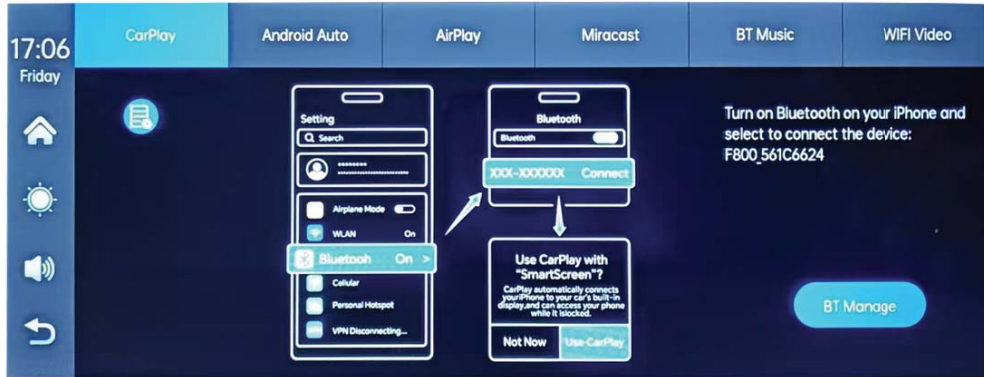 17:06
Friday
CarPlay
Android Auto
AirPlay
Miracast
BT Music
WIFI Video
Setting
Search
Airplane Mode
WLAN On
Bluetooh On >
Cellular
Personal Hotspot
VPN Disconnecting...
Bluetooth
Bluetooth
XXX-XXXXXX Connect
Use CarPlay with
"SmartScreen"?
CarPlay automatically connects
youriPhone to your car's built-in
display,and can access your phone
while it islocked.
Not Now
Use CarPlay
Turn on Bluetooth on your iPhone and
select to connect the device:
F800_561C6624
BT Manage